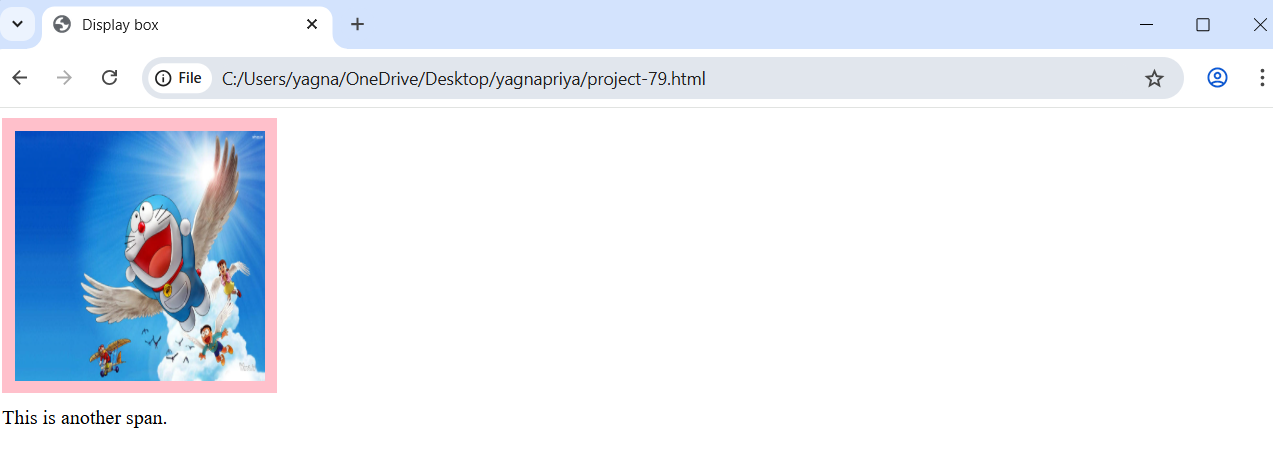 Display box
File
C:/Users/yagna/OneDrive/Desktop/yagnapriya/project-79.html
This is another span.